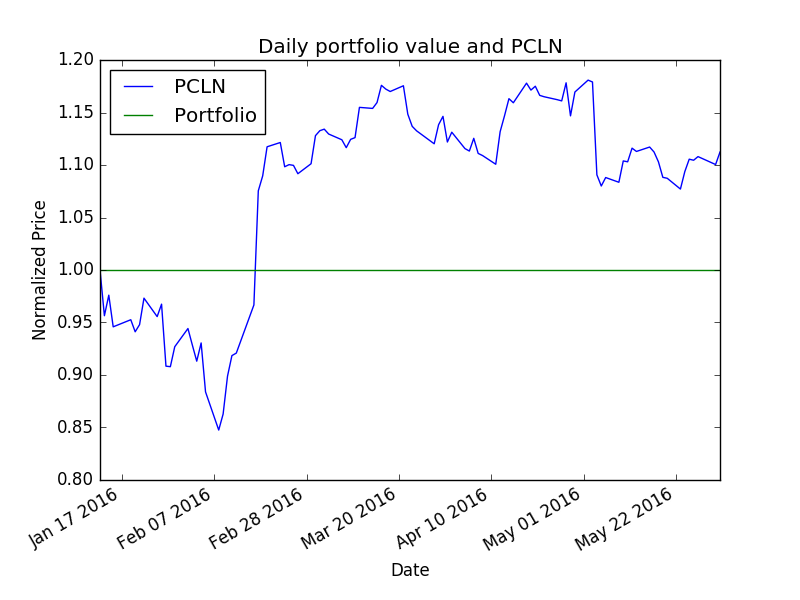 Daily portfolio value and PCLN
PCLN
Portfolio
Normalized Price
1.20
1.15
1.10
1.05
1.00
0.95
0.90
0.85
0.80
Jan 17 2016
Feb 07 2016
Feb 28 2016
Mar 20 2016
Apr 10 2016
May 01 2016
May 22 2016
Date